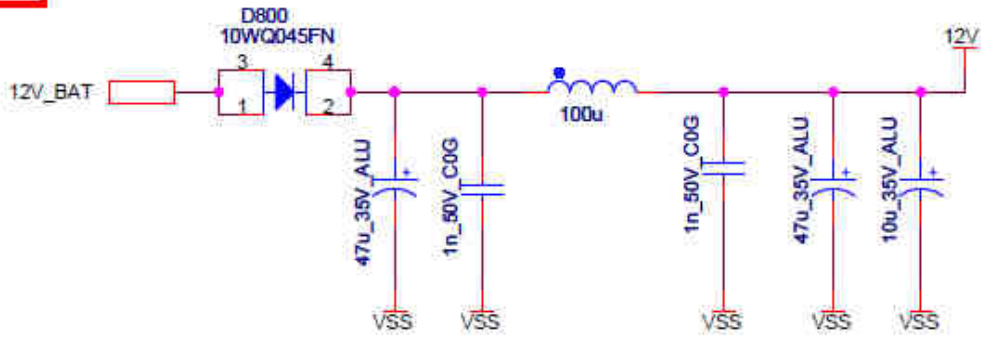 D800
10WQ045FN
3
4
12V_BAT
1
2
12V
100u
47u_35V_ALU
1n_50V_C0G
1n_50V_C0G
47u_35V_ALU
10u_35V_ALU
+
+
+
VSS
VSS
VSS
VSS
VSS